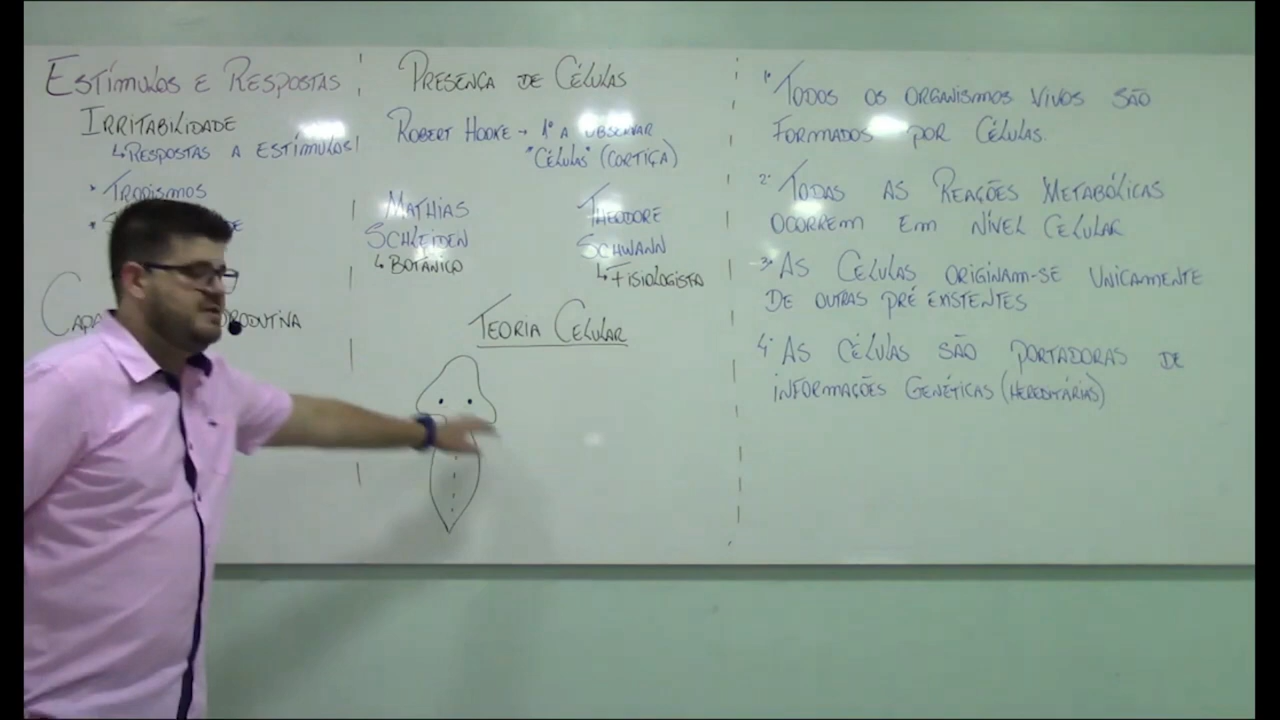 Estímulos e Respostas
Irritabilidade
↳ Respostas a estímulos
• Tropismos
Presença de Células
Robert Hooke → 1º a observar
"Células" (cortiça)
Mathias
Schleiden
↳ Botânico
Theodore
Schwann
↳ Fisiologista
Teoria Celular
1º Todos os organismos vivos são
formados por células.
2º Todas as Reações Metabólicas
ocorrem em nível celular
3º As Celulas originam-se unicamente
de outras pré existentes
4º As células são portadoras de
informações genéticas (hereditárias)